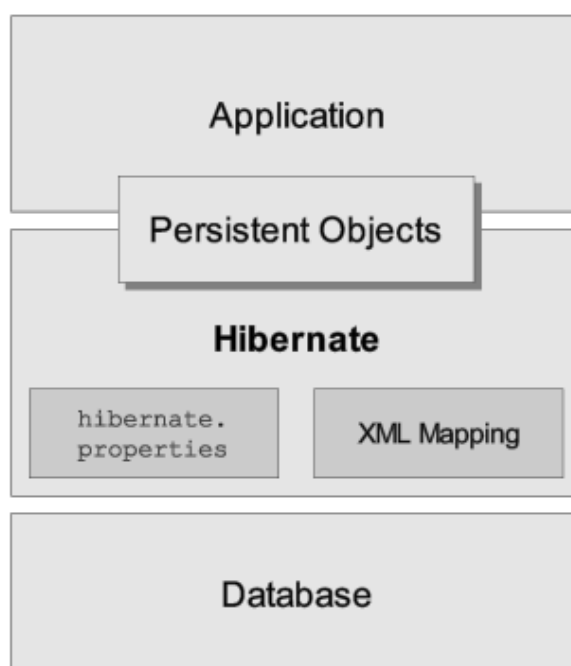 Application
Persistent Objects
Hibernate
hibernate.
properties
XML Mapping
Database